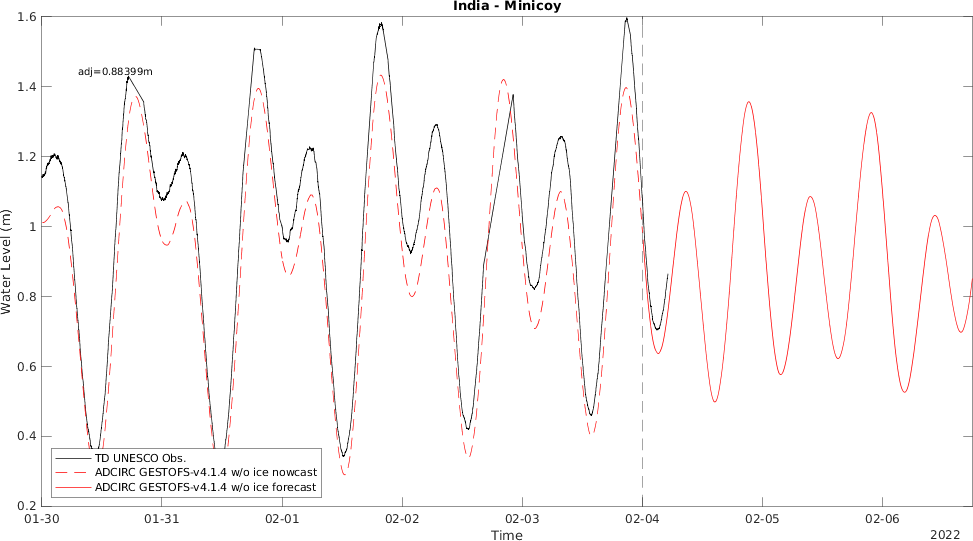 India - Minicoy
adj=0.88399m
1.6
1.4
1.2
1
0.8
0.6
0.4
0.2
Water Level (m)
TD UNESCO Obs.
ADCIRC GESTOFS-v4.1.4 w/o ice nowcast
ADCIRC GESTOFS-v4.1.4 w/o ice forecast
01-30 01-31 02-01 02-02 02-03 02-04 02-05 02-06
Time
2022